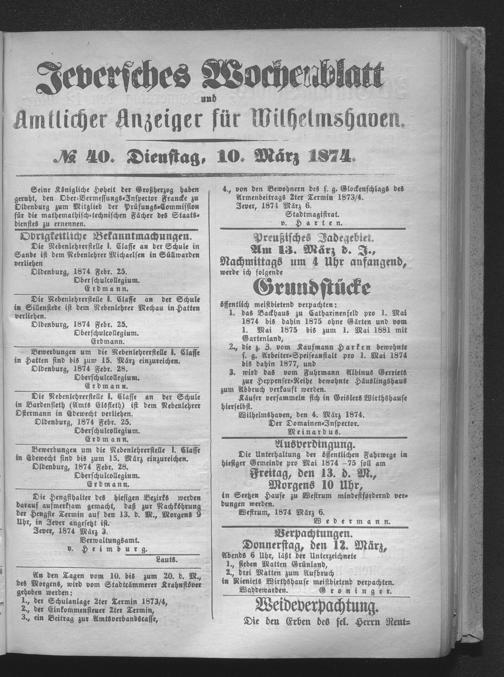 Jeversches Wochenblatt
und
Amtlicher Anzeiger für Wilhelmshaven.
№ 40. Dienstag, 10. März 1874.
Seine Königliche Hoheit der Großherzog haben
geruht, den Ober-Vermessungs-Inspector Francke zu
Oldenburg zum Mitglied der Prüfungs-Commission
für die mathematisch-technischen Fächer des Staats-
dienstes zu ernennen.
Obrigkeitliche Bekanntmachungen.
Die Nebenlehrerstelle I. Classe an der Schule in
Sande ist dem Nebenlehrer Michaelsen in Süllwarden
verliehen
Oldenburg, 1874 Febr. 25.
Oberschulcollegium.
Erdmann.
Die Nebenlehrerstelle I. Classe an der Schule
in Sillenstede ist dem Nebenlehrer Mechau in Hatten
verliehen.
Oldenburg, 1874 Febr. 25.
Oberschulcollegium.
Erdmann.
Bewerbungen um die Nebenlehrerstelle I. Classe
in Hatten sind bis zum 15. März einzureichen.
Oldenburg, 1874 Febr. 28.
Oberschulcollegium.
Erdmann.
Die Nebenlehrerstelle I. Classe an der Schule
in Bardenfleth (Amts Elsfleth) ist dem Nebenlehrer
Ostermann in Edewecht verliehen.
Oldenburg, 1874 Febr. 25.
Oberschulcollegium.
Erdmann.
Bewerbungen um die Nebenlehrerstelle I. Classe
in Edewecht sind bis zum 15. März einzureichen.
Oldenburg, 1874 Febr. 28.
Oberschulcollegium.
Erdmann.
Die Hengsthalter des hiesigen Bezirks werden
darauf aufmerksam gemacht, daß zur Nachköhrung
der Hengste Termin auf den 13. d. M., Morgens 9
Uhr, in Jever angesetzt ist.
Jever, 1874 März 3.
Verwaltungsamt.
v. Heimburg.
Lauts.
An den Tagen vom 10. bis zum 20. d. M.,
des Morgens, wird vom Stadtkämmerer Krahnstöver
gehoben werden:
1., der Schulanlage 2ter Termin 1873/4,
2., der Einkommensteuer 2ter Termin,
3., ein Beitrag zur Amtsverbandscasse,
4., von den Bewohnern des s. g. Glockenschlags des
Armenbeitrags 2ter Termin 1873/4.
Jever, 1874 März 6.
Stadtmagistrat.
v. Harten.
Preußisches Jadegebiet.
Am 13. März d. J.,
Nachmittags um 4 Uhr anfangend,
werde ich folgende
Grundstücke
öffentlich meistbietend verpachten:
1. das Backhaus zu Catharinenfeld pro 1. Mai
1874 bis dahin 1875 ohne Gärten und vom
1. Mai 1875 bis zum 1. Mai 1881 mit
Gartenland,
2., die z. Z. vom Kaufmann Harken bewohnte
s. g. Arbeiter-Speiseanstalt pro 1. Mai 1874
bis dahin 1877, und
3. wird das vom Fuhrmann Albinus Gerriets
zur Heppenser-Reihe bewohnte Häuslingshaus
zum Abbruch verkauft werden.
Käufer versammeln sich in Geislers Wirthshause
hierselbst.
Wilhelmshaven, den 4. März 1874.
Der Domainen-Inspector.
Meinardus.
Ausverdingung.
Die Unterhaltung der öffentlichen Fahrwege in
hiesiger Gemeinde pro Mai 1874-75 soll am
Freitag, den 13. d. M.,
Morgens 10 Uhr,
in Seetzen Hause zu Westrum mindestfordernd ver-
dungen werden.
Westrum, 1874 März 6.
Wedermann.
Verpachtungen.
Donnerstag, den 12. März,
Abends 6 Uhr, läßt der Unterzeichnete
1., sieben Matten Grünland,
2., drei Matten zum Aufbruch
in Kieniets Wirthshause meistbietend verpachten.
Waddewarden. Groninger.
Weideverpachtung.
Die den Erben des sel. Herrn Rent-